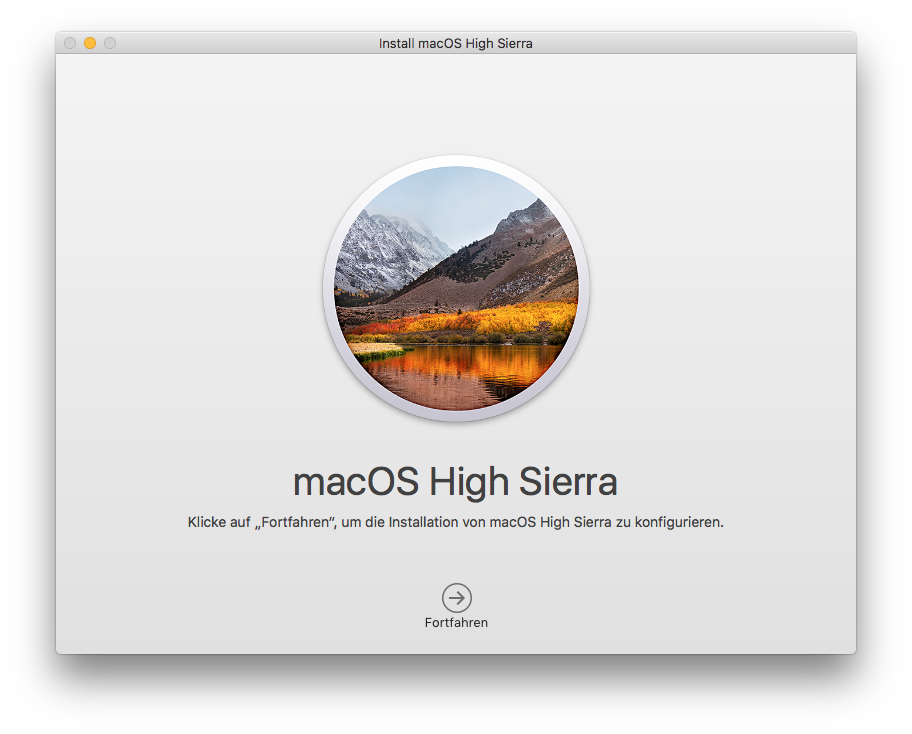 Install macOS High Sierra
macOS High Sierra
Klicke auf „Fortfahren“, um die Installation von macOS High Sierra zu konfigurieren.
Fortfahren